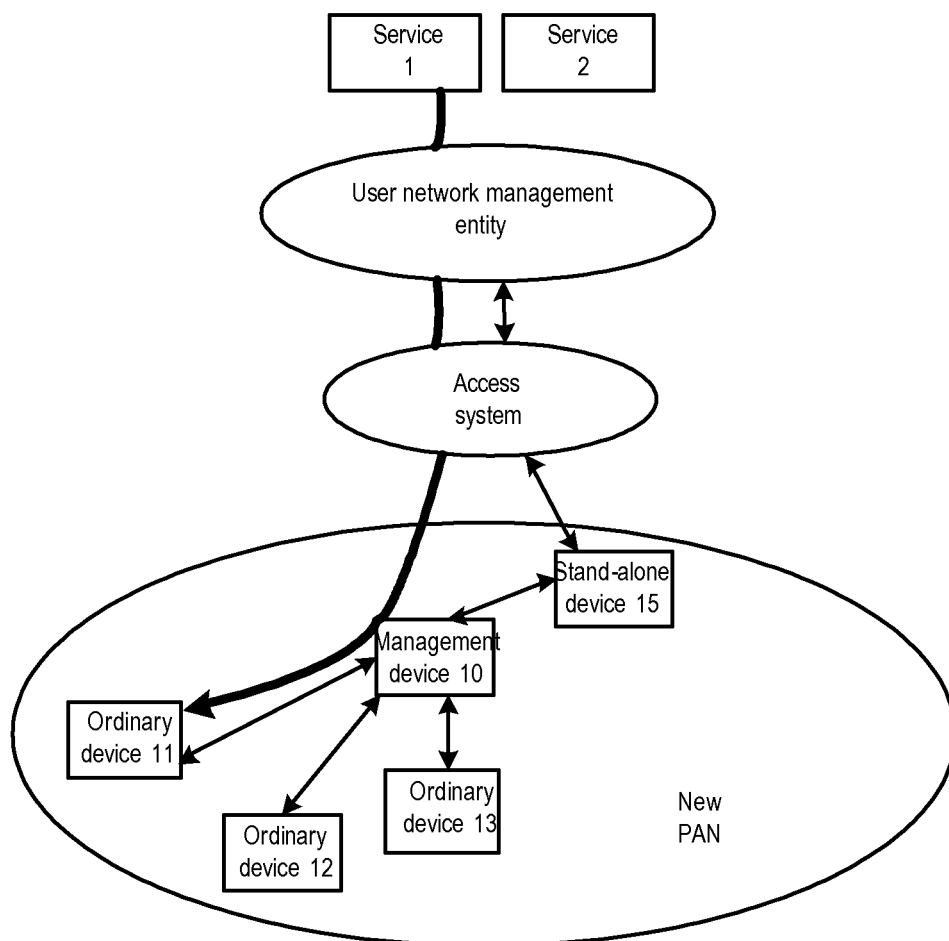 Service
1
Service
2
User network management
entity
Access
system
Stand-alone
device 15
Management
device 10
Ordinary
device 11
Ordinary
device 13
Ordinary
device 12
New
PAN